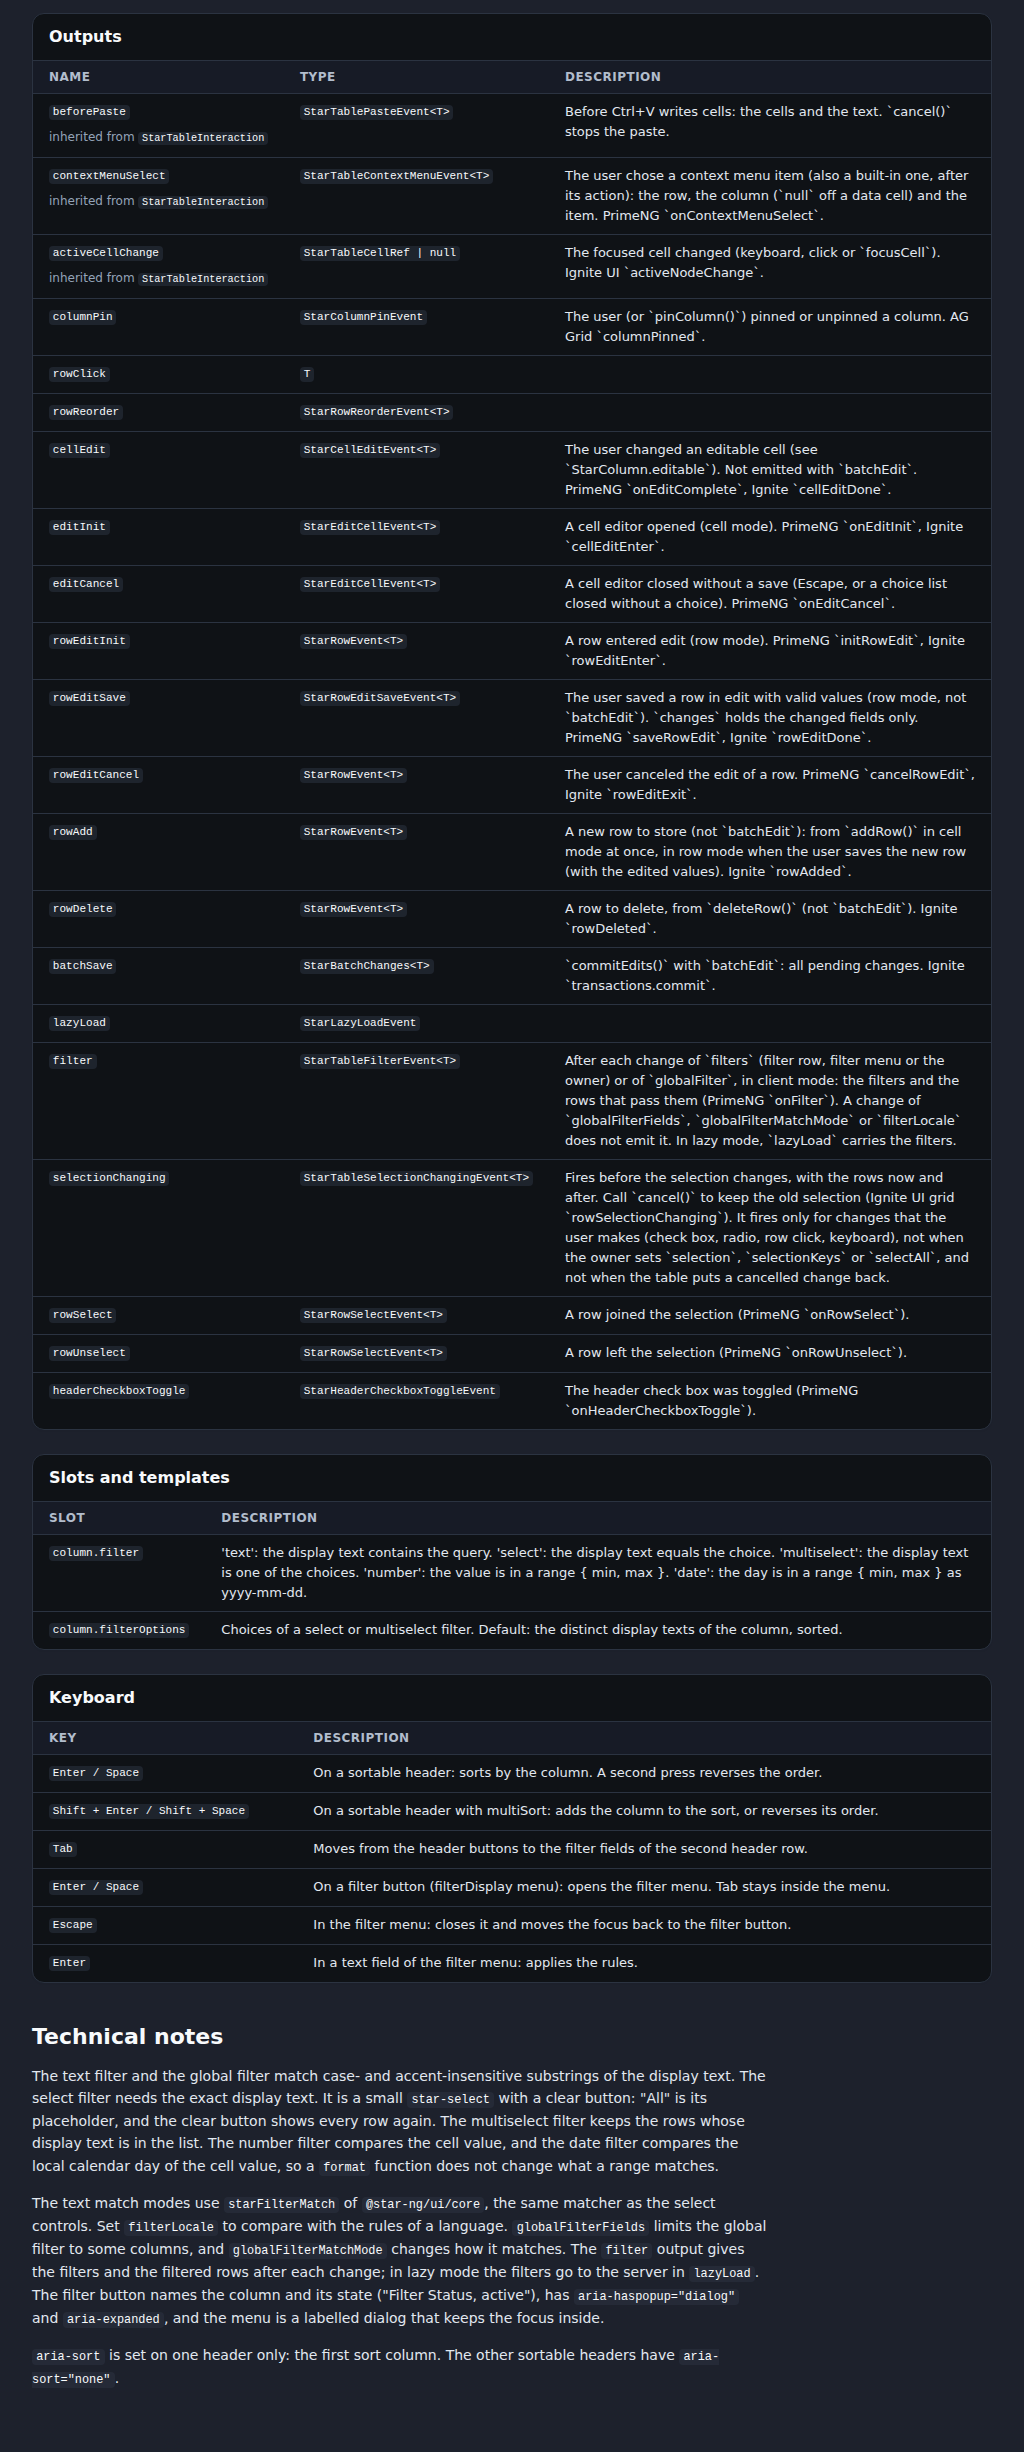 Outputs
NAME TYPE DESCRIPTION
beforePaste StarTablePasteEvent<T> Before Ctrl+V writes cells: the cells and the text. `cancel()`
inherited from StarTableInteraction stops the paste.
contextMenuSelect StarTableContextMenuEvent<T> The user chose a context menu item (also a built-in one, after
inherited from StarTableInteraction its action): the row, the column (`null` off a data cell) and the
item. PrimeNG `onContextMenuSelect`.
activeCellChange StarTableCellRef | null The focused cell changed (keyboard, click or `focusCell`).
inherited from StarTableInteraction Ignite UI `activeNodeChange`.
columnPin StarColumnPinEvent The user (or `pinColumn()`) pinned or unpinned a column. AG
Grid `columnPinned`.
rowClick T
rowReorder StarRowReorderEvent<T>
cellEdit StarCellEditEvent<T> The user changed an editable cell (see
`StarColumn.editable`). Not emitted with `batchEdit`.
PrimeNG `onEditComplete`, Ignite `cellEditDone`.
editInit StarEditCellEvent<T> A cell editor opened (cell mode). PrimeNG `onEditInit`, Ignite
`cellEditEnter`.
editCancel StarEditCellEvent<T> A cell editor closed without a save (Escape, or a choice list
closed without a choice). PrimeNG `onEditCancel`.
rowEditInit StarRowEvent<T> A row entered edit (row mode). PrimeNG `initRowEdit`, Ignite
`rowEditEnter`.
rowEditSave StarRowEditSaveEvent<T> The user saved a row in edit with valid values (row mode, not
`batchEdit`). `changes` holds the changed fields only.
PrimeNG `saveRowEdit`, Ignite `rowEditDone`.
rowEditCancel StarRowEvent<T> The user canceled the edit of a row. PrimeNG `cancelRowEdit`,
Ignite `rowEditExit`.
rowAdd StarRowEvent<T> A new row to store (not `batchEdit`): from `addRow()` in cell
mode at once, in row mode when the user saves the new row
(with the edited values). Ignite `rowAdded`.
rowDelete StarRowEvent<T> A row to delete, from `deleteRow()` (not `batchEdit`). Ignite
`rowDeleted`.
batchSave StarBatchChanges<T> `commitEdits()` with `batchEdit`: all pending changes. Ignite
`transactions.commit`.
lazyLoad StarLazyLoadEvent
filter StarTableFilterEvent<T> After each change of `filters` (filter row, filter menu or the
owner) or of `globalFilter`, in client mode: the filters and the
rows that pass them (PrimeNG `onFilter`). A change of
`globalFilterFields`, `globalFilterMatchMode` or `filterLocale`
does not emit it. In lazy mode, `lazyLoad` carries the filters.
selectionChanging StarTableSelectionChangingEvent<T> Fires before the selection changes, with the rows now and
after. Call `cancel()` to keep the old selection (Ignite UI grid
`rowSelectionChanging`). It fires only for changes that the
user makes (check box, radio, row click, keyboard), not when
the owner sets `selection`, `selectionKeys` or `selectAll`, and
not when the table puts a cancelled change back.
rowSelect StarRowSelectEvent<T> A row joined the selection (PrimeNG `onRowSelect`).
rowUnselect StarRowSelectEvent<T> A row left the selection (PrimeNG `onRowUnselect`).
headerCheckboxToggle StarHeaderCheckboxToggleEvent The header check box was toggled (PrimeNG
`onHeaderCheckboxToggle`).
Slots and templates
SLOT DESCRIPTION
column.filter 'text': the display text contains the query. 'select': the display text equals the choice. 'multiselect': the display text
is one of the choices. 'number': the value is in a range { min, max }. 'date': the day is in a range { min, max } as
yyyy-mm-dd.
column.filterOptions Choices of a select or multiselect filter. Default: the distinct display texts of the column, sorted.
Keyboard
KEY DESCRIPTION
Enter / Space On a sortable header: sorts by the column. A second press reverses the order.
Shift + Enter / Shift + Space On a sortable header with multiSort: adds the column to the sort, or reverses its order.
Tab Moves from the header buttons to the filter fields of the second header row.
Enter / Space On a filter button (filterDisplay menu): opens the filter menu. Tab stays inside the menu.
Escape In the filter menu: closes it and moves the focus back to the filter button.
Enter In a text field of the filter menu: applies the rules.
Technical notes
The text filter and the global filter match case- and accent-insensitive substrings of the display text. The
select filter needs the exact display text. It is a small star-select with a clear button: "All" is its
placeholder, and the clear button shows every row again. The multiselect filter keeps the rows whose
display text is in the list. The number filter compares the cell value, and the date filter compares the
local calendar day of the cell value, so a format function does not change what a range matches.
The text match modes use starFilterMatch of @star-ng/ui/core, the same matcher as the select
controls. Set filterLocale to compare with the rules of a language. globalFilterFields limits the global
filter to some columns, and globalFilterMatchMode changes how it matches. The filter output gives
the filters and the filtered rows after each change; in lazy mode the filters go to the server in lazyLoad.
The filter button names the column and its state ("Filter Status, active"), has aria-haspopup="dialog"
and aria-expanded, and the menu is a labelled dialog that keeps the focus inside.
aria-sort is set on one header only: the first sort column. The other sortable headers have aria-
sort="none".